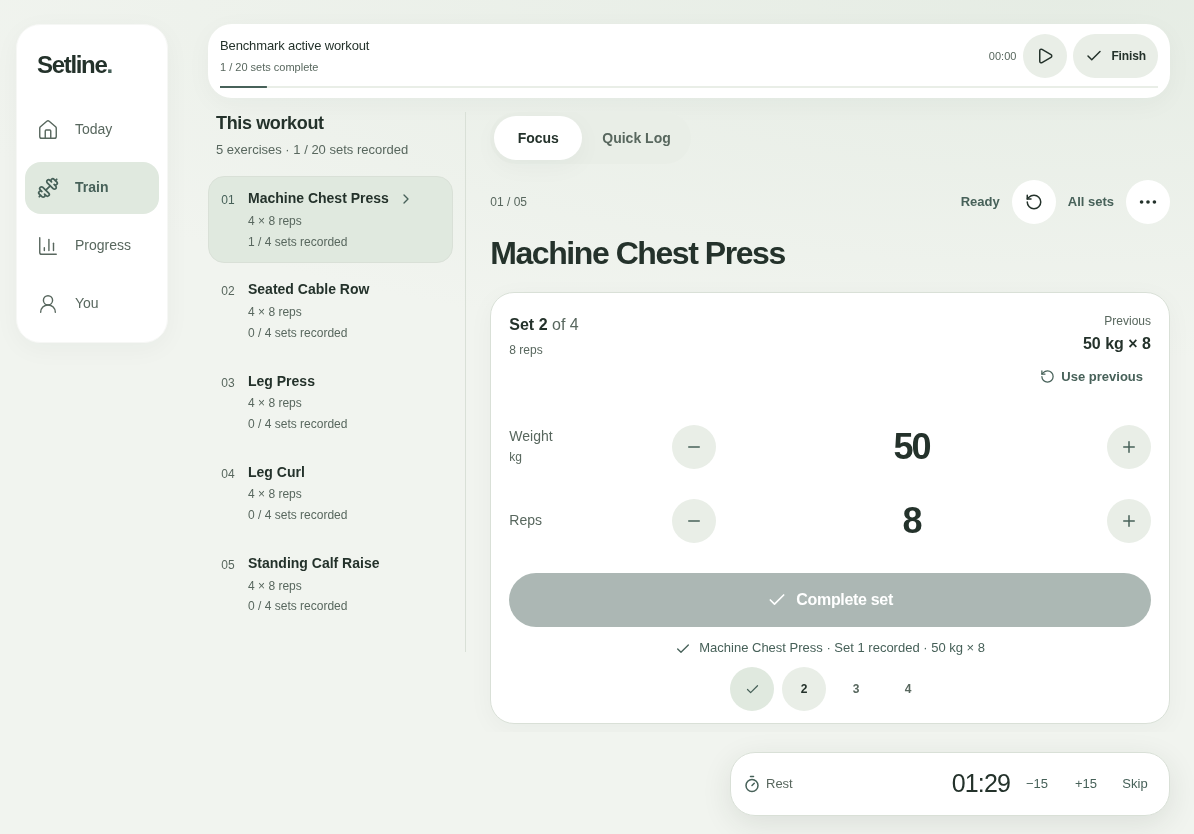 Setline.
Today
Train
Progress
You
Benchmark active workout
1 / 20 sets complete
00:00
Finish
This workout
5 exercises · 1 / 20 sets recorded
01 Machine Chest Press
4 × 8 reps
1 / 4 sets recorded
02 Seated Cable Row
4 × 8 reps
0 / 4 sets recorded
03 Leg Press
4 × 8 reps
0 / 4 sets recorded
04 Leg Curl
4 × 8 reps
0 / 4 sets recorded
05 Standing Calf Raise
4 × 8 reps
0 / 4 sets recorded
Focus Quick Log
01 / 05
Ready All sets
Machine Chest Press
Set 2 of 4
8 reps
Previous
50 kg × 8
Use previous
Weight
kg
50
Reps
8
Complete set
Machine Chest Press · Set 1 recorded · 50 kg × 8
2 3 4
Rest 01:29 −15 +15 Skip